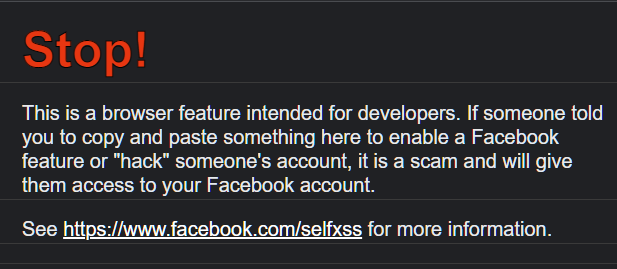 Stop!
This is a browser feature intended for developers. If someone told
you to copy and paste something here to enable a Facebook
feature or "hack" someone's account, it is a scam and will give
them access to your Facebook account.
See https://www.facebook.com/selfxss for more information.